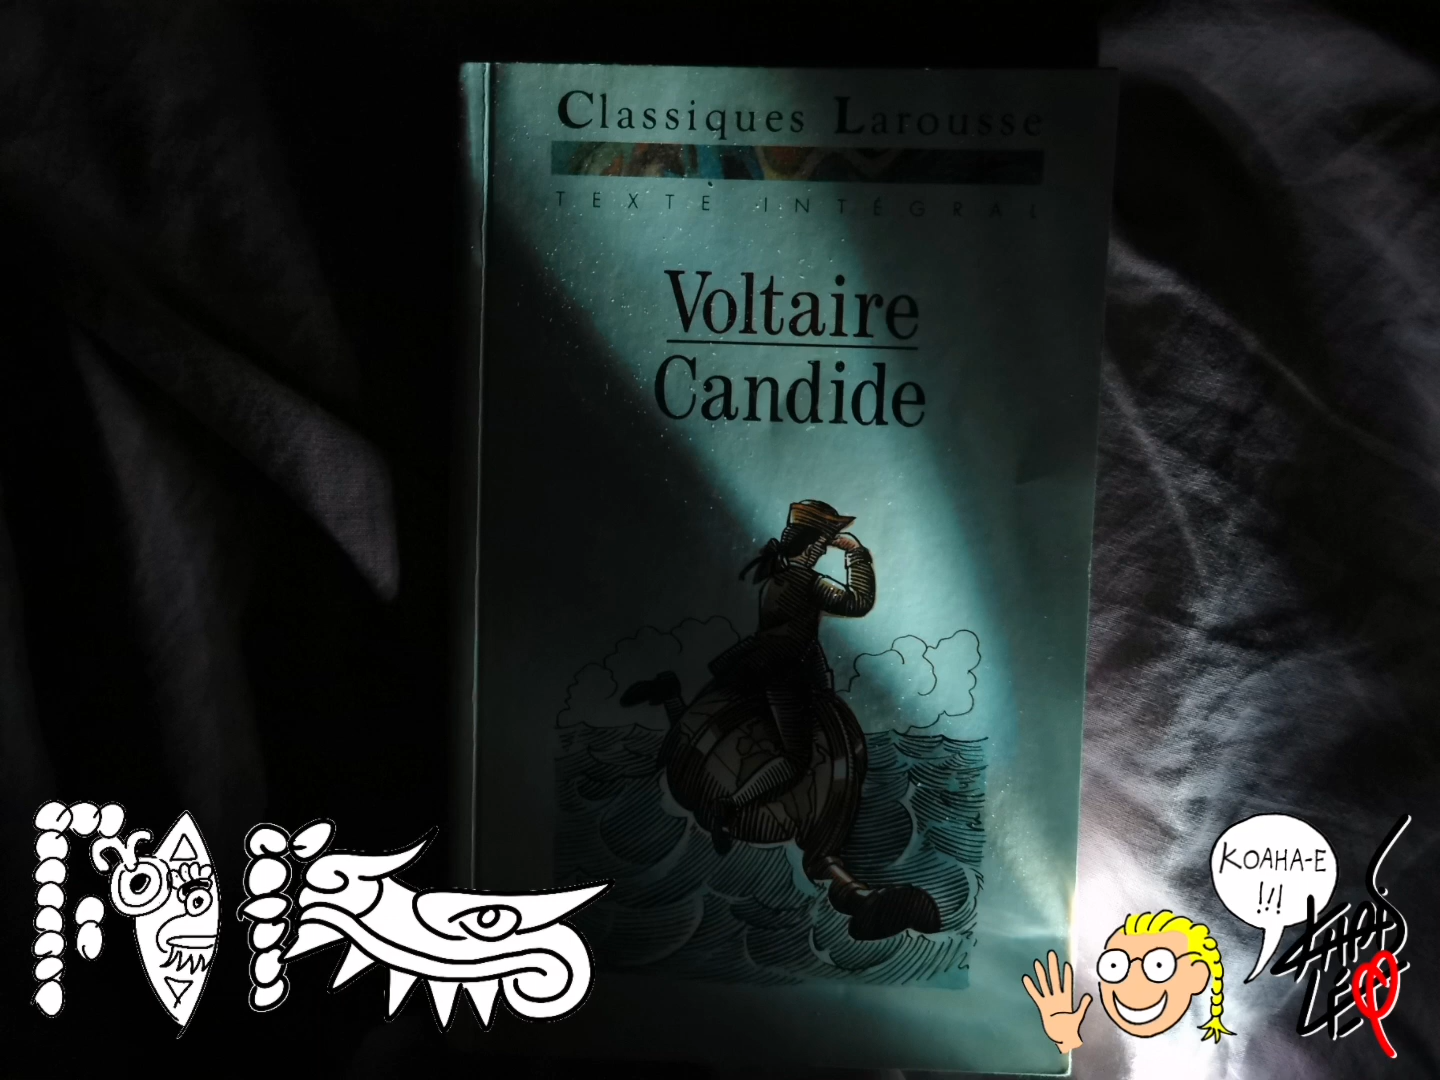 Classiques Larousse
TEXTE INTÉGRAL
Voltaire
Candide
KOAHA-E
!!!